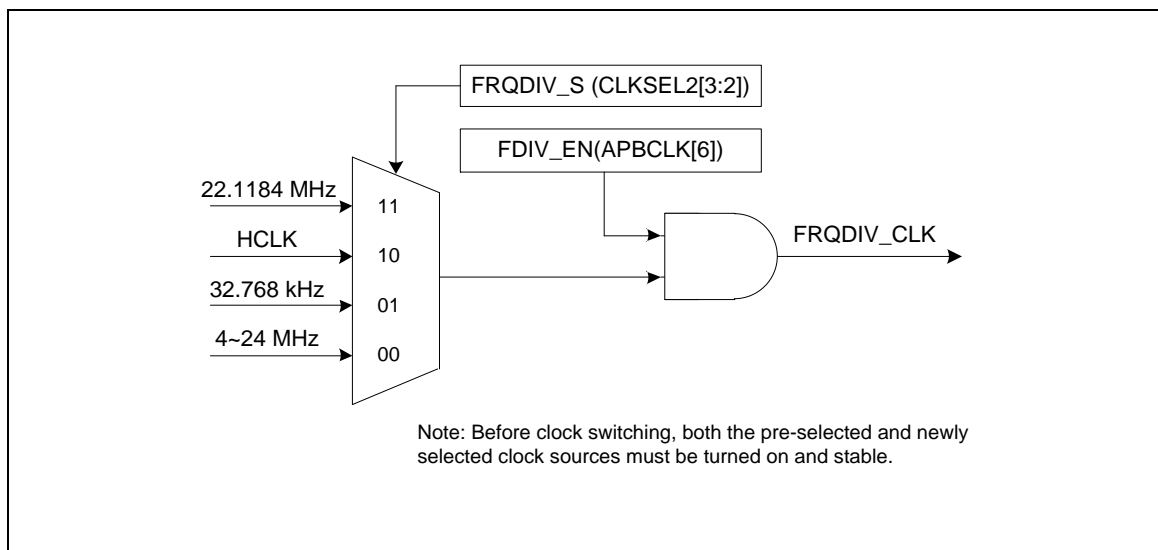 FRQDIV_S (CLKSEL2[3:2])
FDIV_EN(APBCLK[6])
22.1184 MHz
11
HCLK
10
32.768 kHz
01
4~24 MHz
00
FRQDIV_CLK
Note: Before clock switching, both the pre-selected and newly
selected clock sources must be turned on and stable.